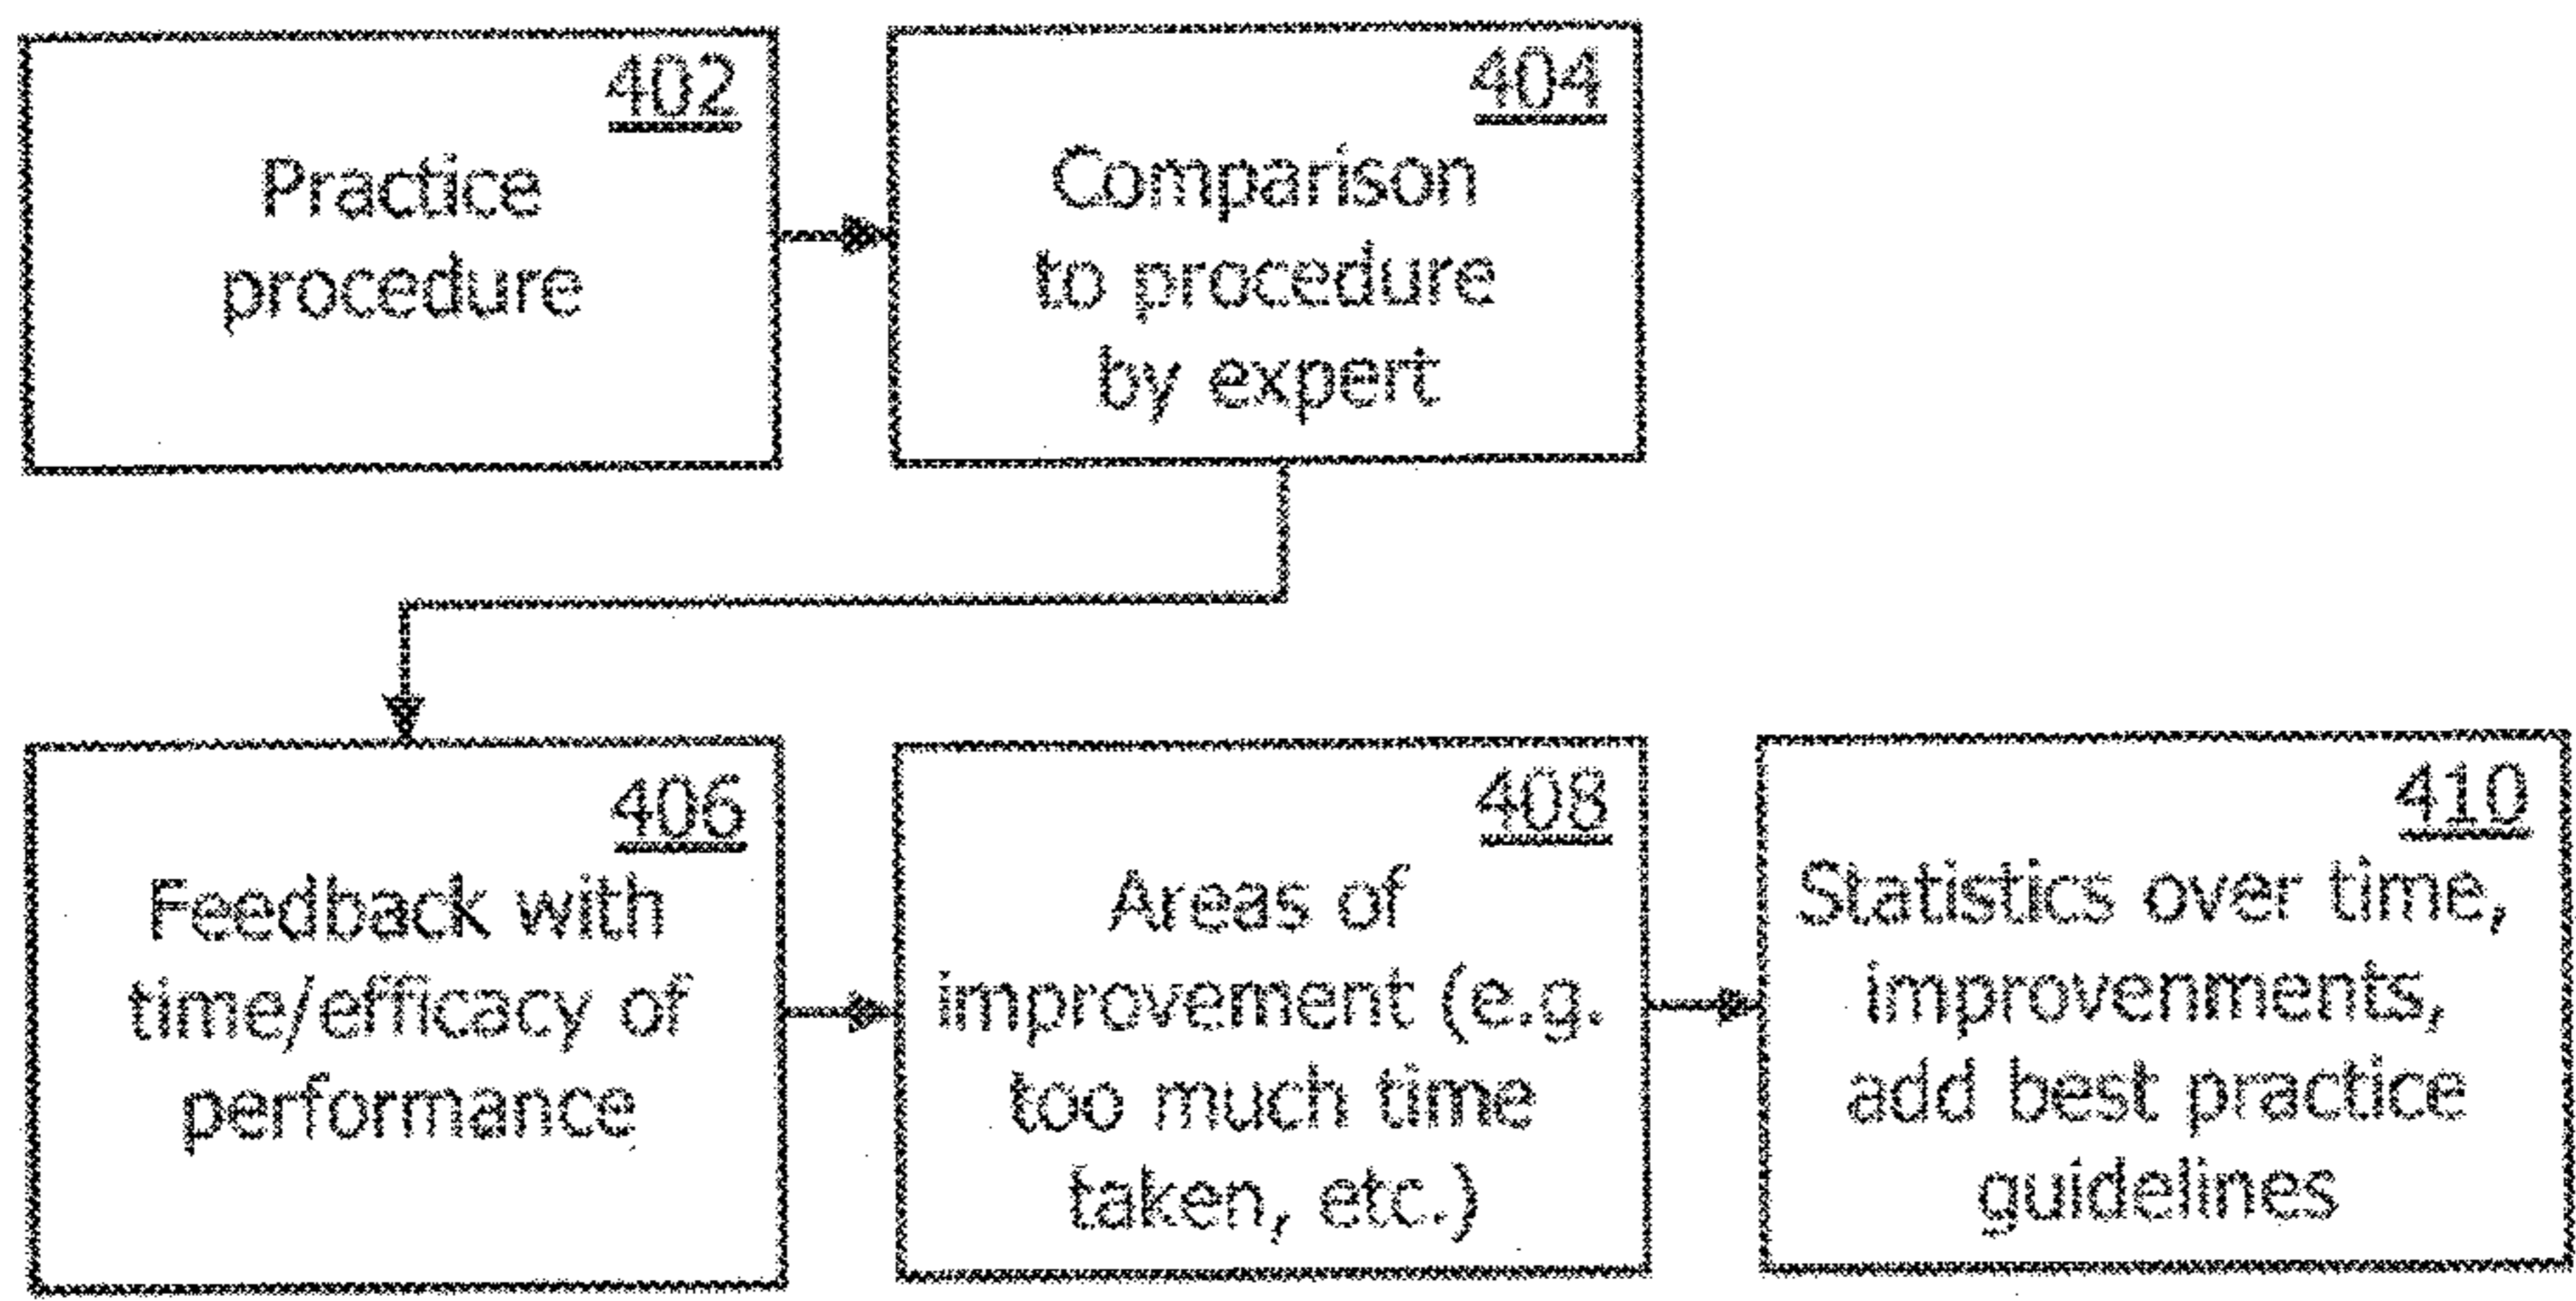 402
Practice
procedure
404
Comparison
to procedure
by expert
406
Feedback with
time/efficacy of
performance
408
Areas of
improvement (e.g.
too much time
taken, etc.)
410
Statistics over time,
improvenments,
add best practice
guidelines